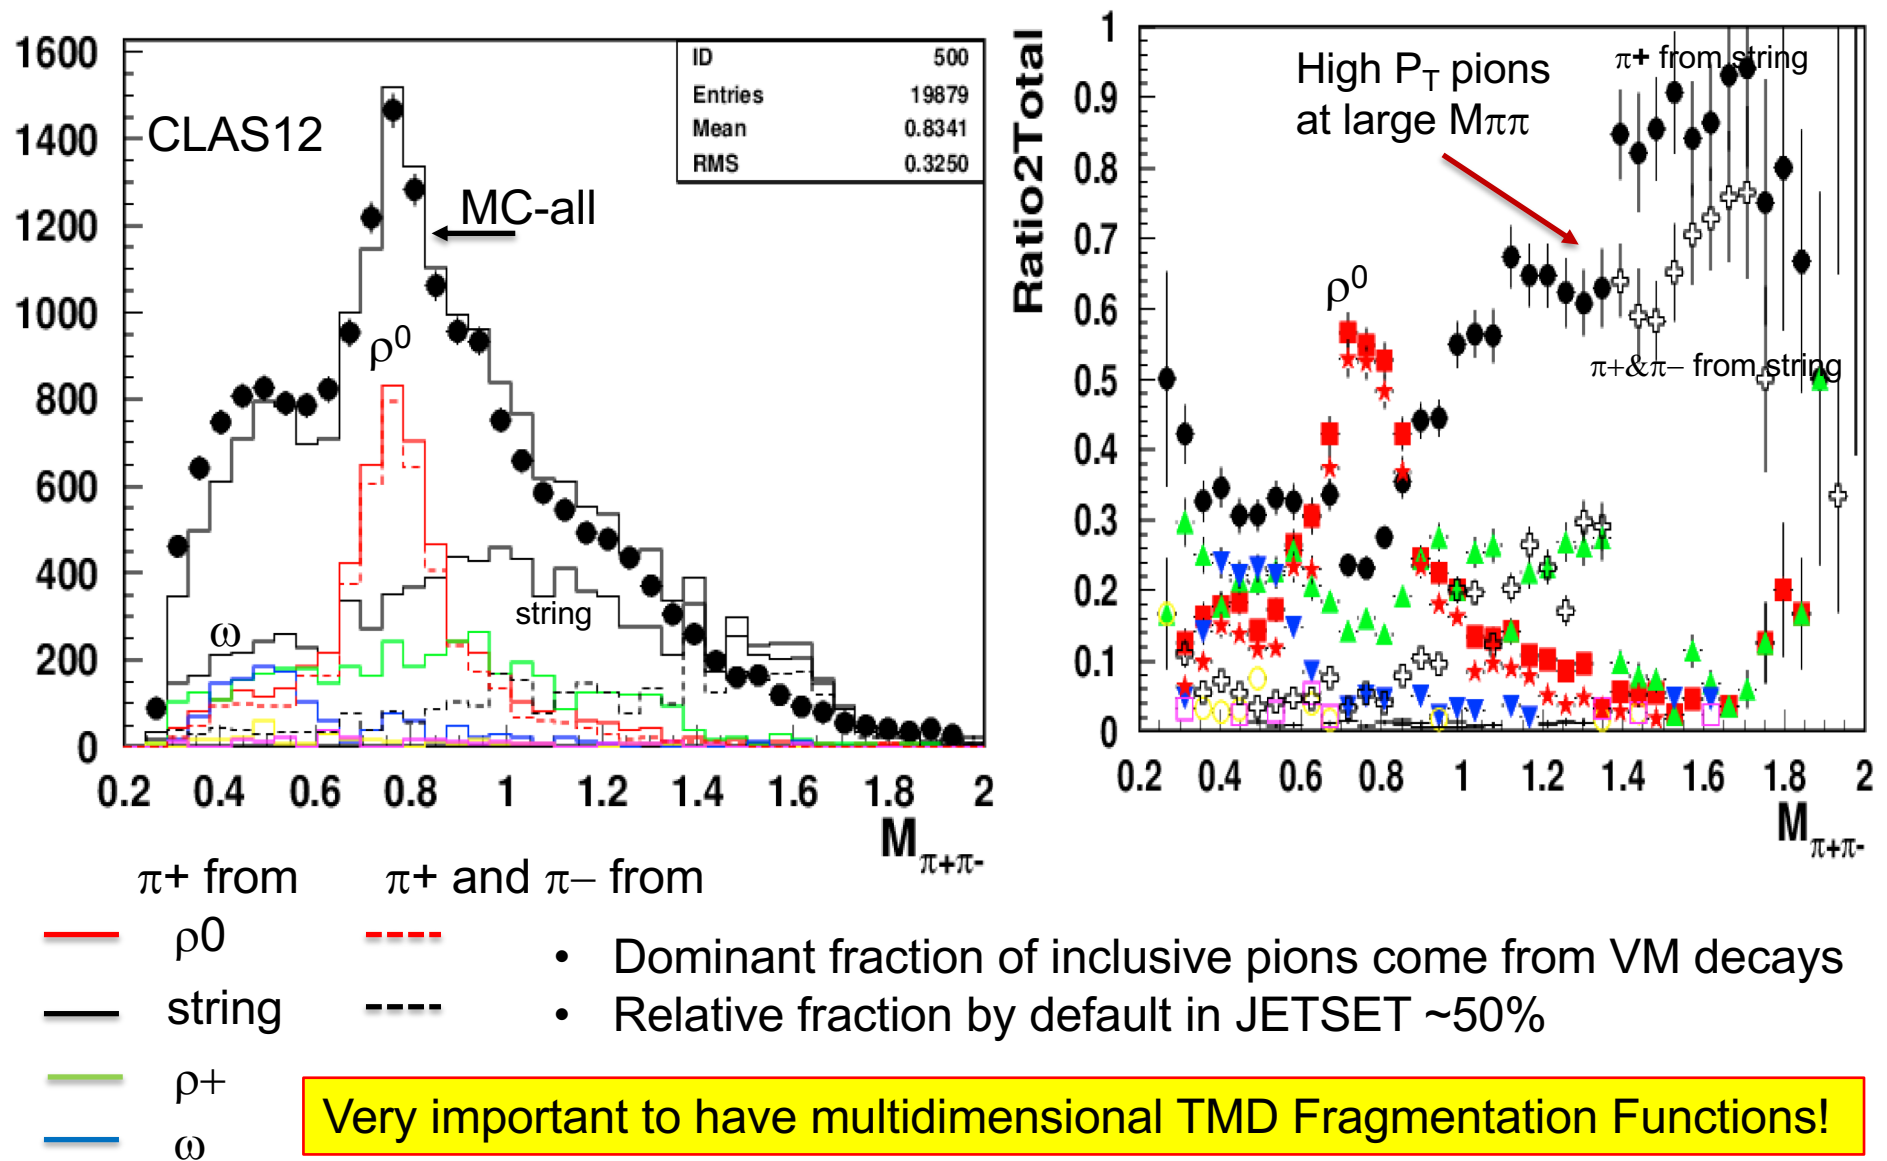 1600
1400
1200
1000
800
600
400
200
0
CLAS12
ID 500
Entries 19879
Mean 0.8341
RMS 0.3250
MC-all
ρ0
ω
string
0.2 0.4 0.6 0.8 1 1.2 1.4 1.6 1.8 2
Mπ+π-
Ratio2Total
1
0.9
0.8
0.7
0.6
0.5
0.4
0.3
0.2
0.1
0
High PT pions
at large Mππ
π+ from string
ρ0
π+&π− from string
0.2 0.4 0.6 0.8 1 1.2 1.4 1.6 1.8 2
Mπ+π-
π+ from π+ and π− from
ρ0
string
ρ+
ω
• Dominant fraction of inclusive pions come from VM decays
• Relative fraction by default in JETSET ~50%
Very important to have multidimensional TMD Fragmentation Functions!